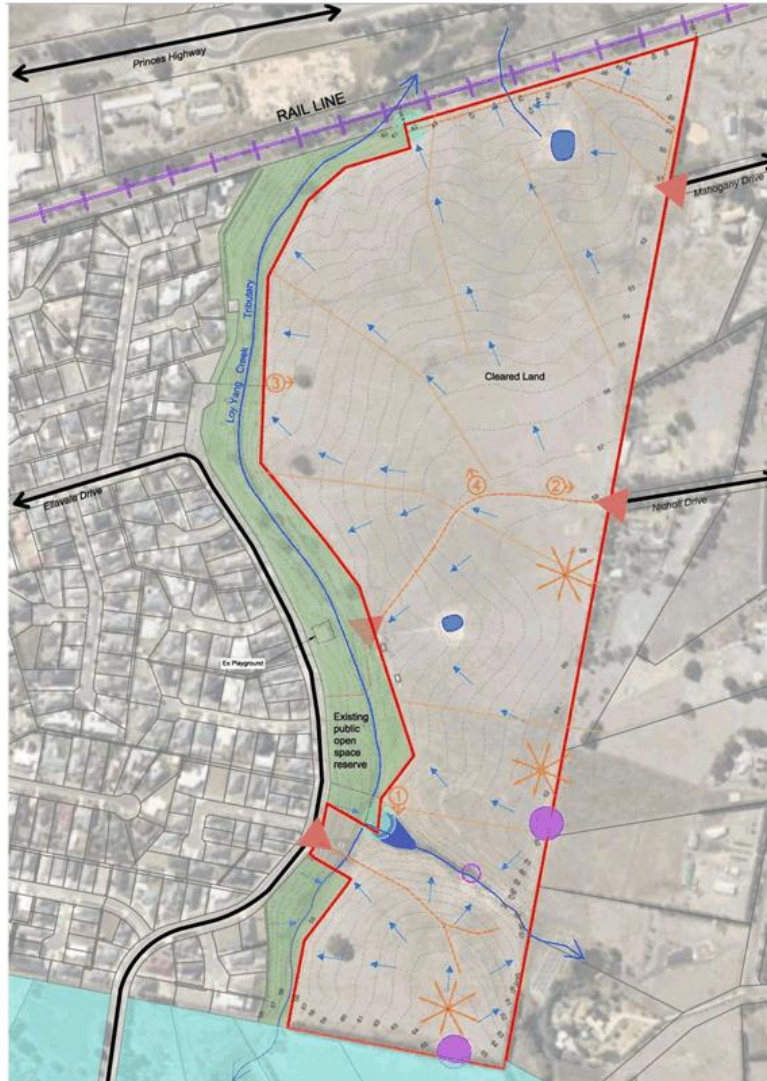 Princes Highway
RAIL LINE
Mahogany Drive
Loy Yang Creek Tributary
Cleared Land
3
4
2
Ellavale Drive
Nicholl Drive
Ex Playground
Existing
public
open
space
reserve
1